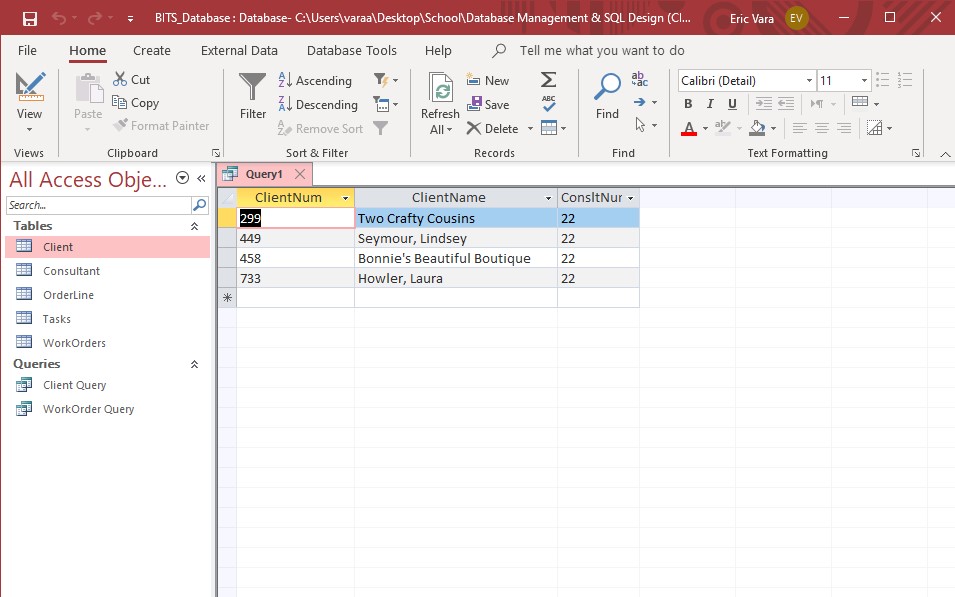 BITS_Database : Database- C:\Users\varaa\Desktop\School\Database Management & SQL Design (Cl... Eric Vara EV
File Home Create External Data Database Tools Help Tell me what you want to do
View
Views
Paste
Cut
Copy
Format Painter
Clipboard
Filter
Ascending
Descending
Remove Sort
Sort & Filter
Refresh
All
New
Save
Delete
Records
Find
Find
Calibri (Detail) 11
B I U
Text Formatting
All Access Obje...
Search...
Tables
Client
Consultant
OrderLine
Tasks
WorkOrders
Queries
Client Query
WorkOrder Query
Query1
ClientNum ClientName ConsltNur
299 Two Crafty Cousins 22
449 Seymour, Lindsey 22
458 Bonnie's Beautiful Boutique 22
733 Howler, Laura 22